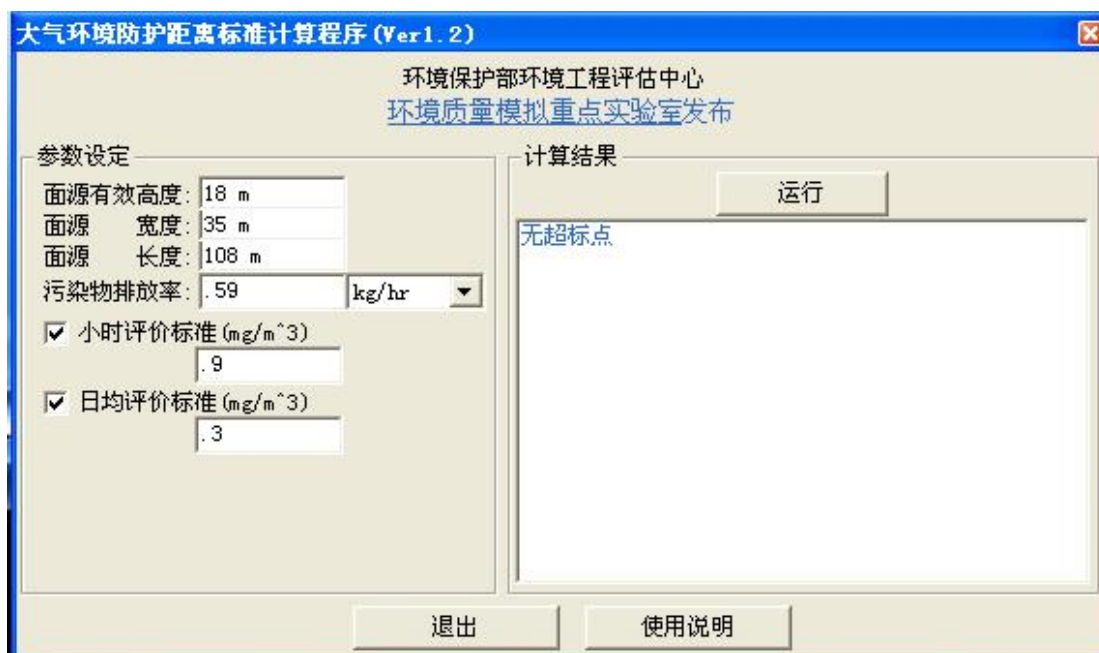 大气环境防护距离标准计算程序(Ver1.2)
环境保护部环境工程评估中心
环境质量模拟重点实验室发布
参数设定
面源有效高度: 18 m
面源 宽度: 35 m
面源 长度: 108 m
污染物排放率: .59 kg/hr
小时评价标准(mg/m^3)
.9
日均评价标准(mg/m^3)
.3
计算结果
运行
无超标点
退出 使用说明